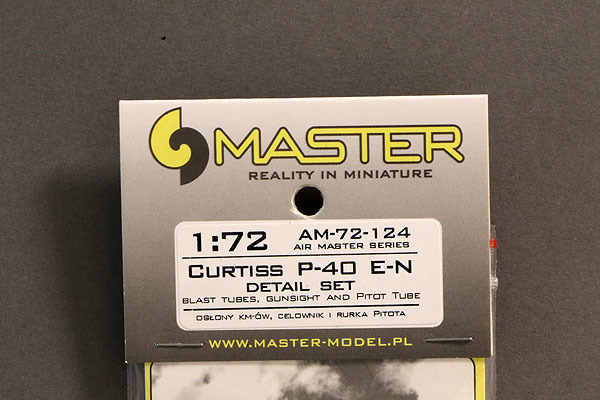 MASTER
REALITY IN MINIATURE
1:72 AM-72-124
AIR MASTER SERIES
CURTISS P-40 E-N
DETAIL SET
BLAST TUBES, GUNSIGHT AND PITOT TUBE
OSŁONY KM-ÓW, CELOWNIK I RURKA PITOTA
WWW.MASTER-MODEL.PL